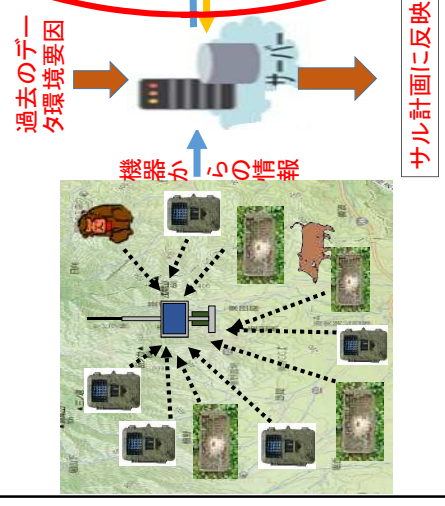 過去のデー
タ環境要因
サーバー
機器か
らの情
報
サル計画に反映